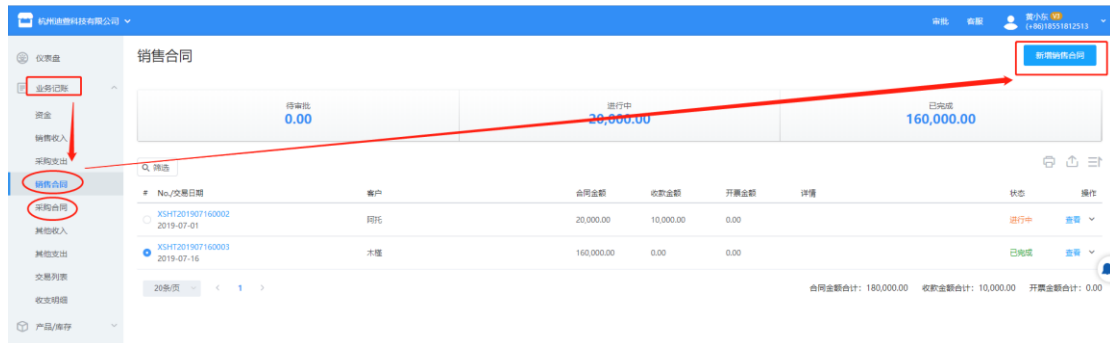 杭州迪曾科技有限公司
审批 客服 黄小东 V3
(+86)18551812513
仪表盘
业务记账
资金
销售收入
采购支出
销售合同
采购合同
其他收入
其他支出
交易列表
收支明细
产品/库存
销售合同
新增销售合同
待审批
0.00
进行中
20,000.00
已完成
160,000.00
筛选
# No./交易日期 客户 合同金额 收款金额 开票金额 详情 状态 操作
XSHT201907160002
2019-07-01
阿托 20,000.00 10,000.00 0.00 进行中 查看
XSHT201907160003
2019-07-16
木槿 160,000.00 0.00 0.00 已完成 查看
20条/页 1
合同金额合计：180,000.00 收款金额合计：10,000.00 开票金额合计：0.00